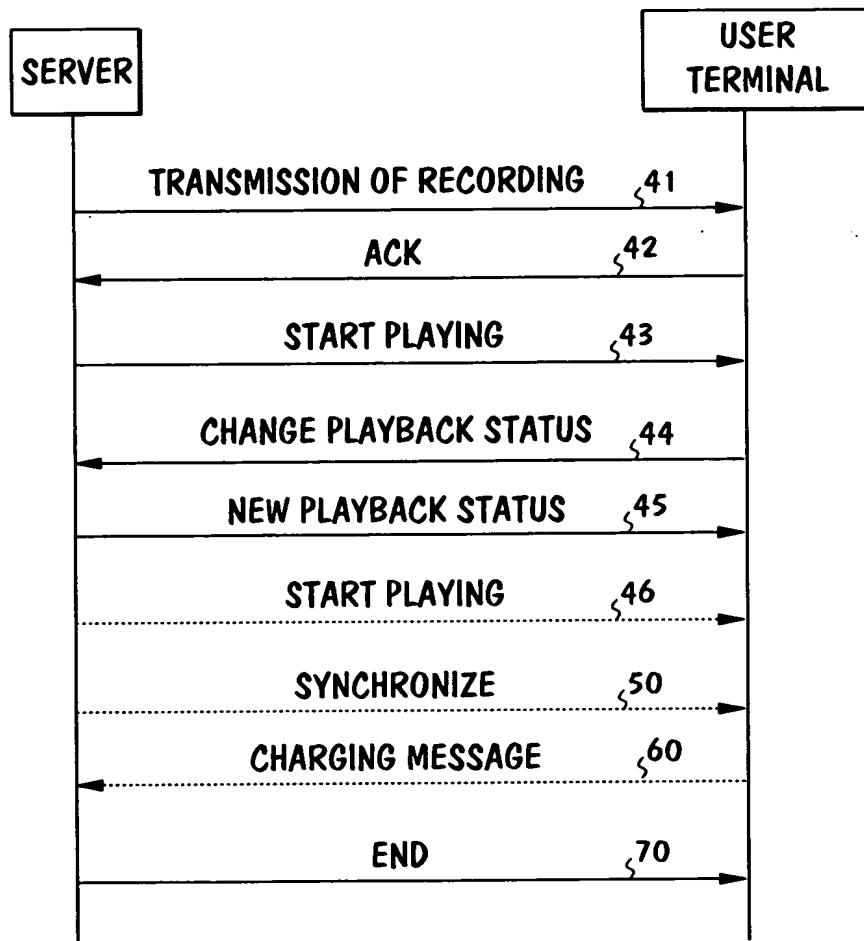 SERVER
USER
TERMINAL
TRANSMISSION OF RECORDING 41
ACK 42
START PLAYING 43
CHANGE PLAYBACK STATUS 44
NEW PLAYBACK STATUS 45
START PLAYING 46
SYNCHRONIZE 50
CHARGING MESSAGE 60
END 70